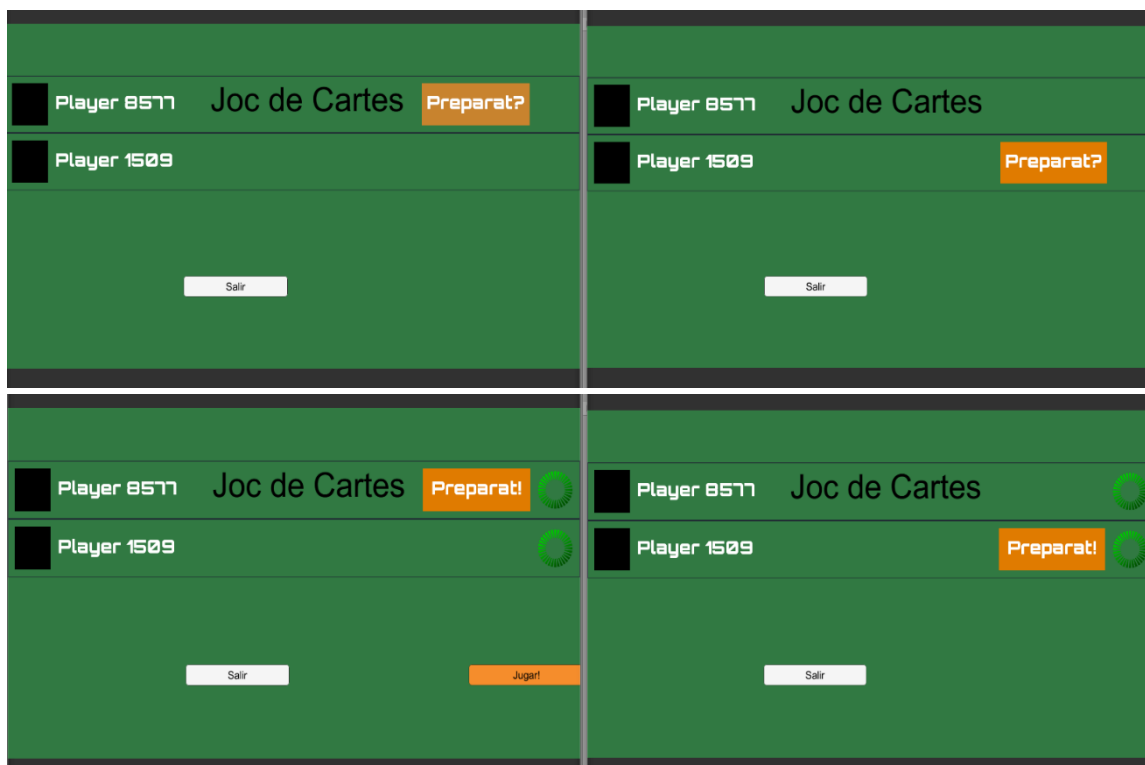 Player 8577 Joc de Cartes Preparat?
Player 1509
Salir
Player 8577 Joc de Cartes
Player 1509 Preparat?
Salir
Player 8577 Joc de Cartes Preparat!
Player 1509
Salir Jugar!
Player 8577 Joc de Cartes
Player 1509 Preparat!
Salir